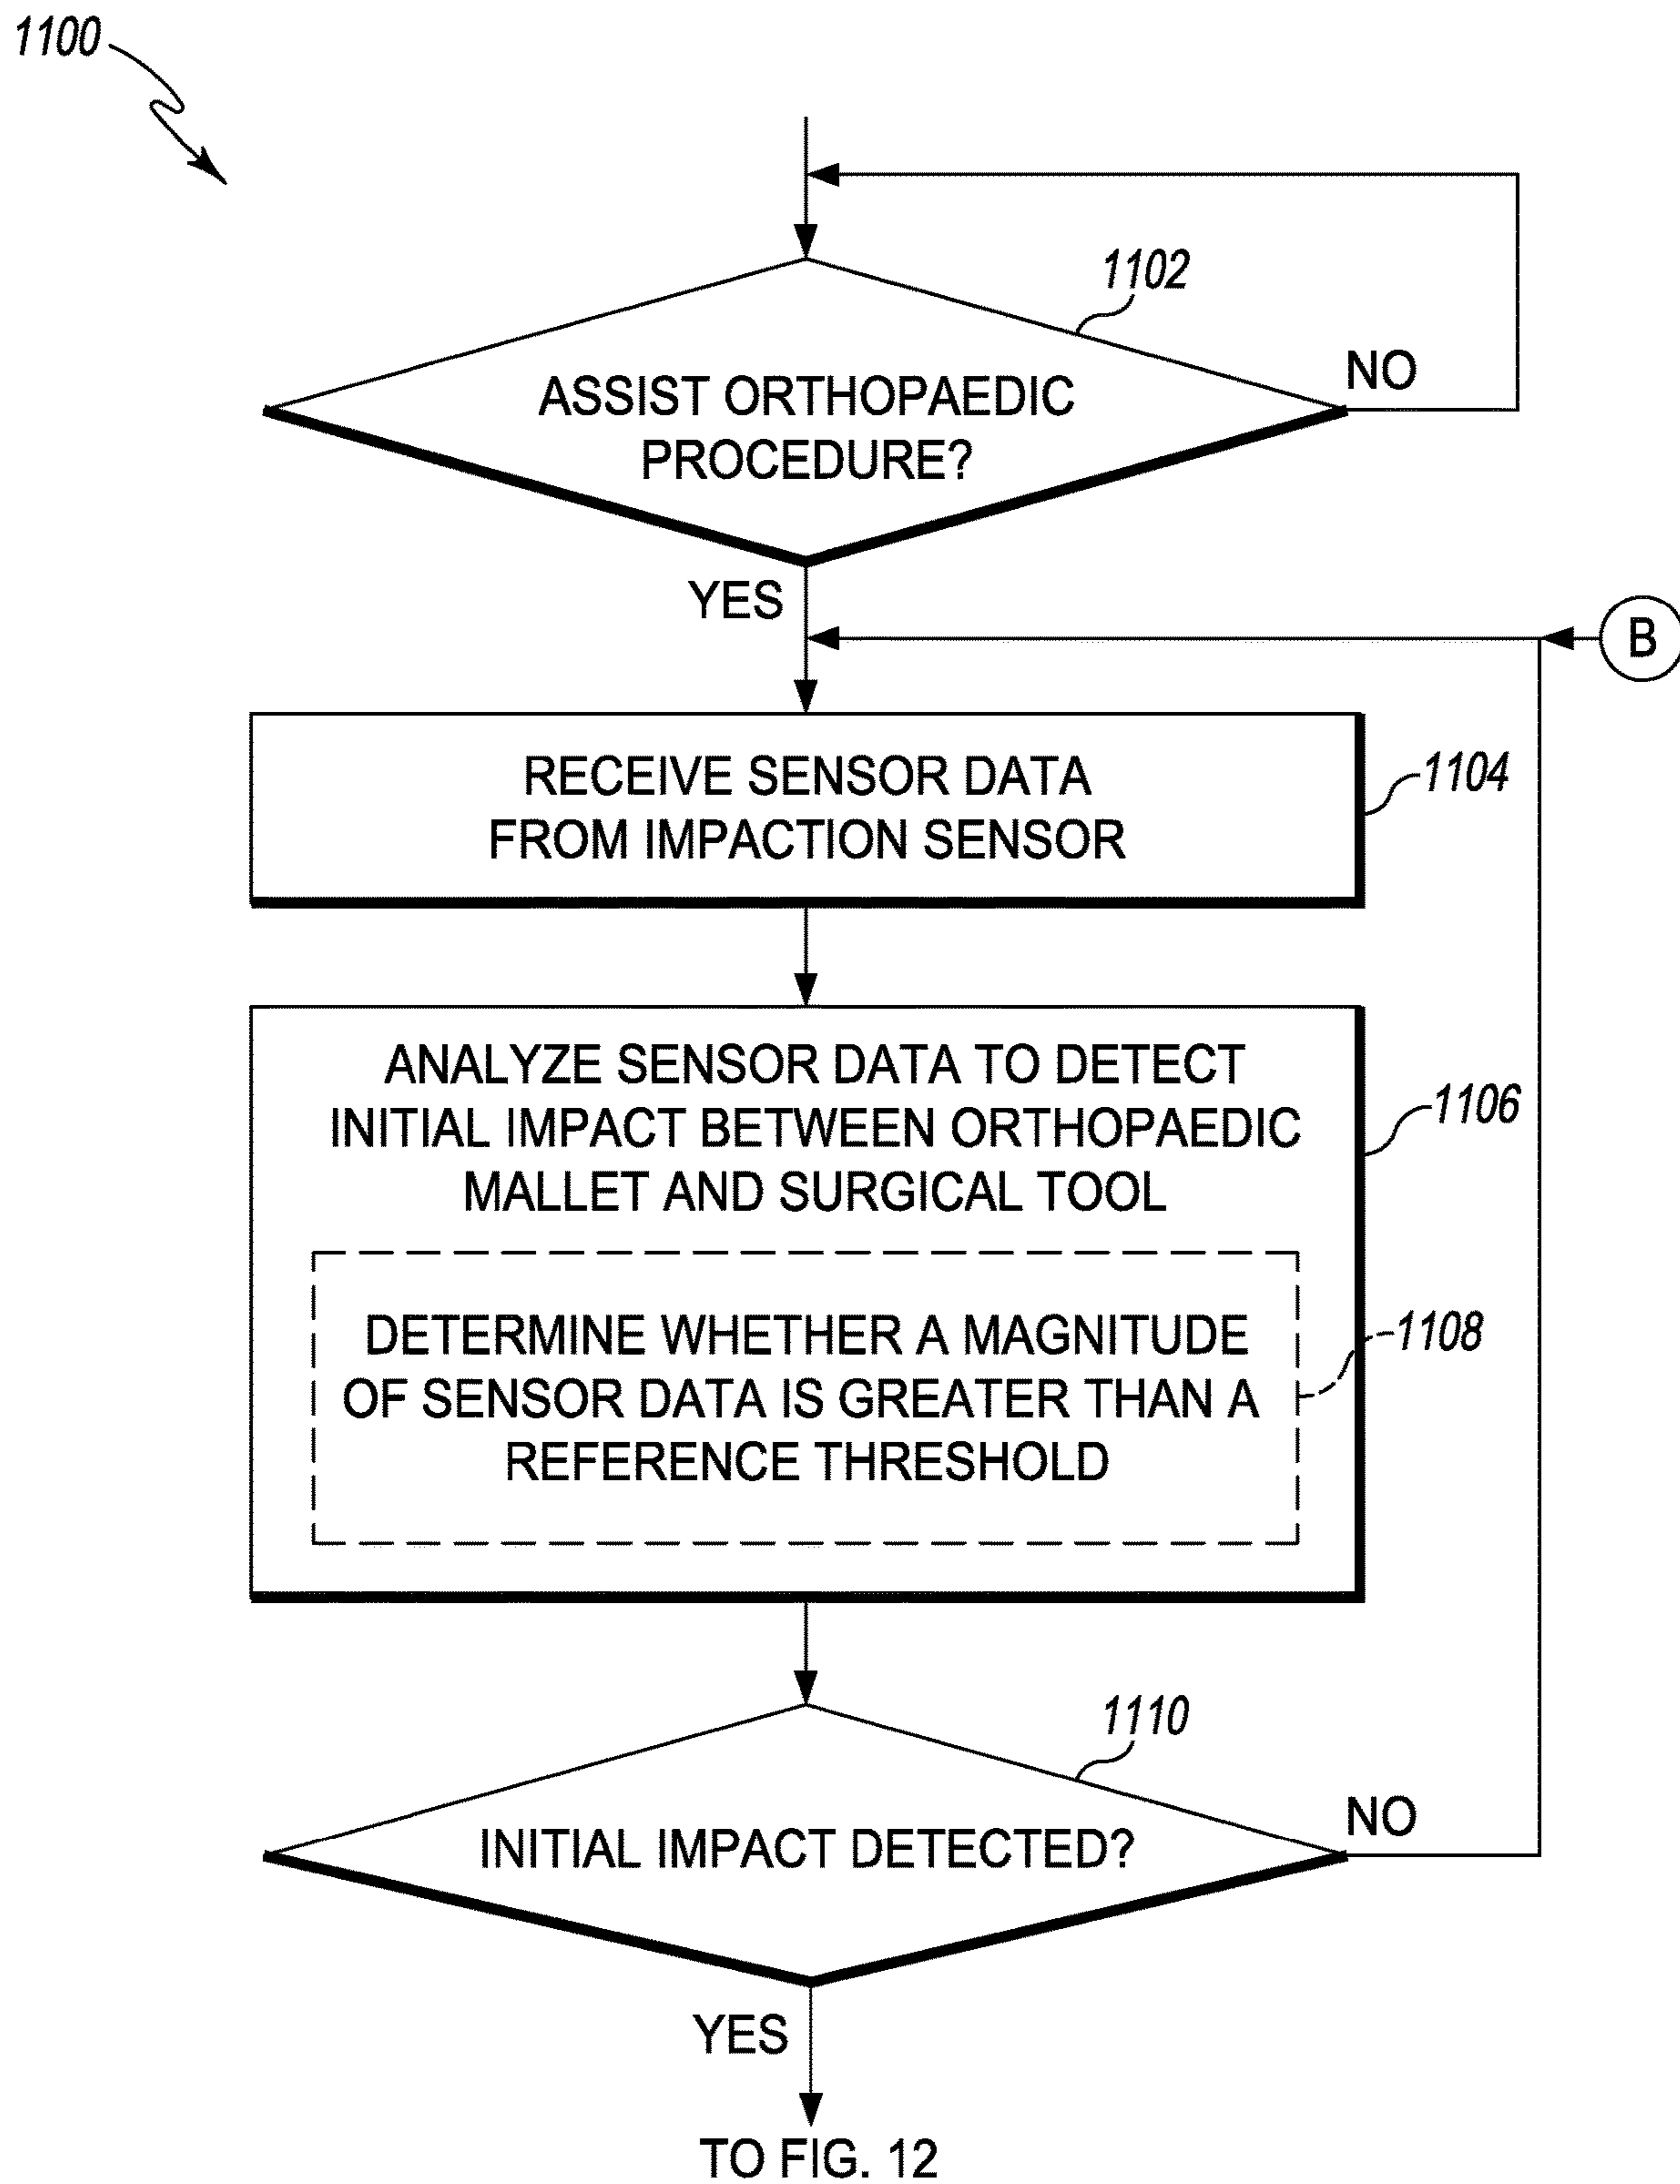 1100
1102
ASSIST ORTHOPAEDIC
PROCEDURE?
NO
YES
B
RECEIVE SENSOR DATA
FROM IMPACTION SENSOR
1104
ANALYZE SENSOR DATA TO DETECT
INITIAL IMPACT BETWEEN ORTHOPAEDIC
MALLET AND SURGICAL TOOL
1106
DETERMINE WHETHER A MAGNITUDE
OF SENSOR DATA IS GREATER THAN A
REFERENCE THRESHOLD
1108
1110
INITIAL IMPACT DETECTED?
NO
YES
TO FIG. 12